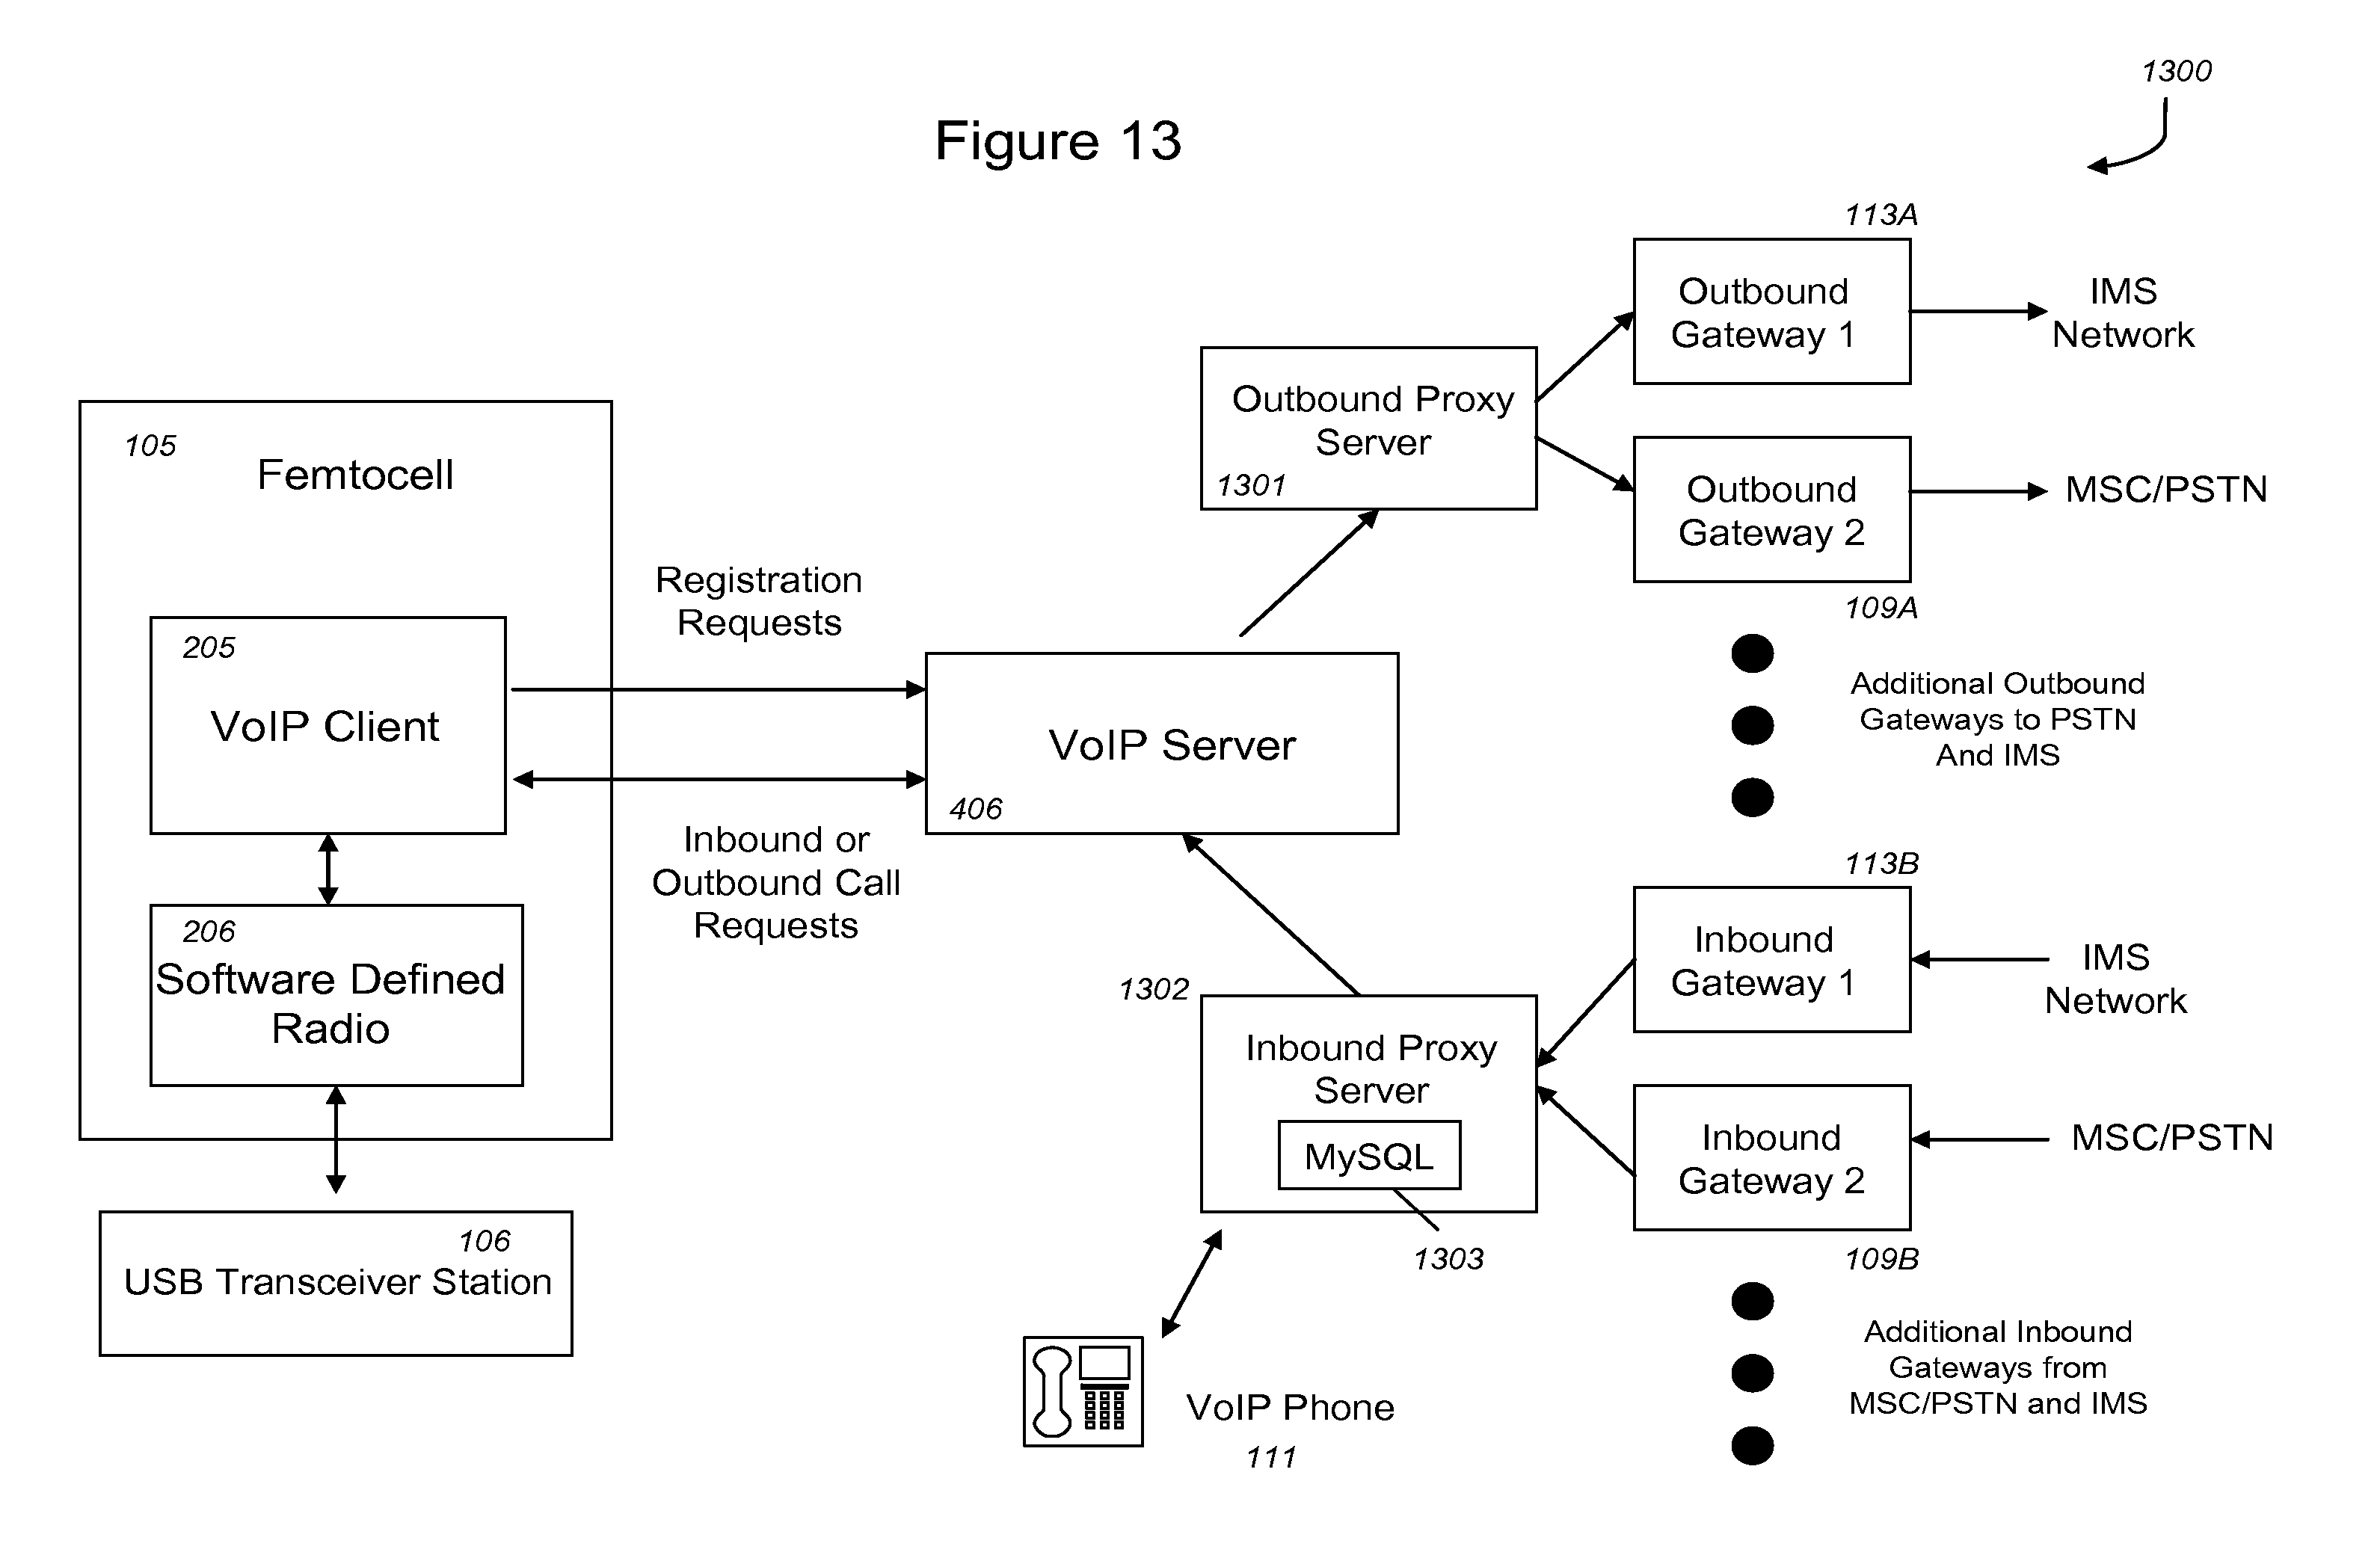 1300
Figure 13
113A
Outbound
Gateway 1
IMS
Network
Outbound Proxy
Server
1301
Outbound
Gateway 2
MSC/PSTN
109A
105
Femtocell
Registration
Requests
205
VoIP Client
VoIP Server
406
Additional Outbound
Gateways to PSTN
And IMS
Inbound or
Outbound Call
Requests
206
Software Defined
Radio
113B
Inbound
Gateway 1
IMS
Network
1302
Inbound Proxy
Server
MySQL
1303
Inbound
Gateway 2
MSC/PSTN
109B
106
USB Transceiver Station
VoIP Phone
111
Additional Inbound
Gateways from
MSC/PSTN and IMS